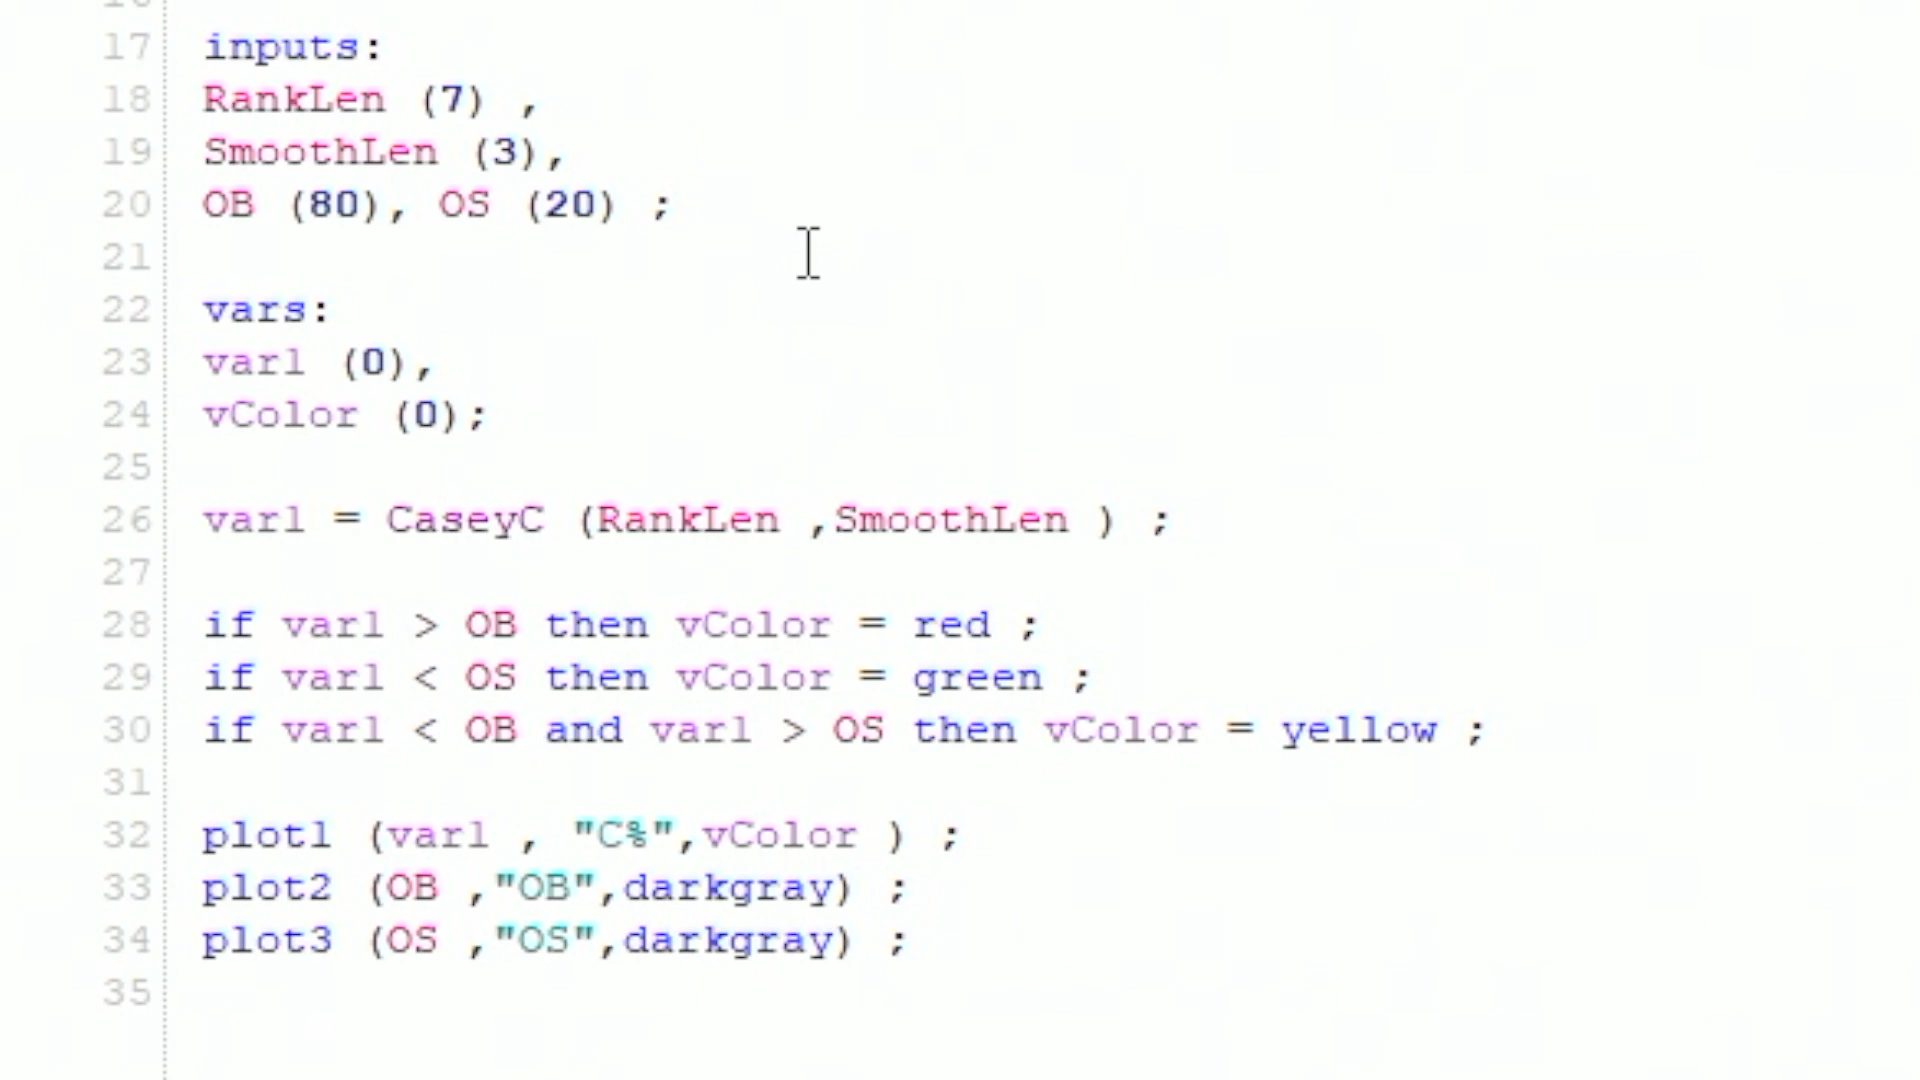 17 inputs:
18 RankLen (7) ,
19 SmoothLen (3),
20 OB (80), OS (20) ;
21
22 vars:
23 var1 (0),
24 vColor (0);
25
26 var1 = CaseyC (RankLen ,SmoothLen ) ;
27
28 if var1 > OB then vColor = red ;
29 if var1 < OS then vColor = green ;
30 if var1 < OB and var1 > OS then vColor = yellow ;
31
32 plot1 (var1 , "C%",vColor ) ;
33 plot2 (OB ,"OB",darkgray) ;
34 plot3 (OS ,"OS",darkgray) ;
35